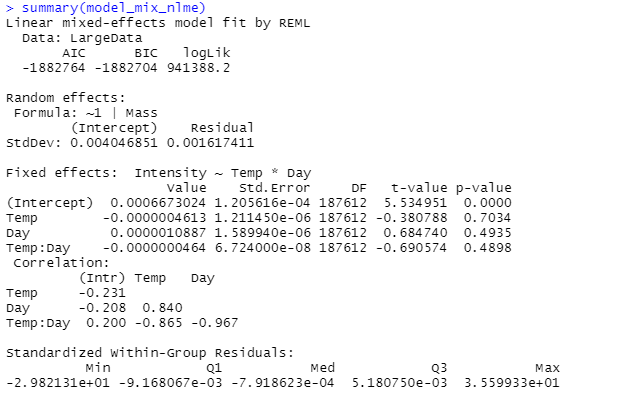 > summary(model_mix_nlme)
Linear mixed-effects model fit by REML
  Data: LargeData
       AIC      BIC   logLik
  -1882764 -1882704 941388.2

Random effects:
 Formula: ~1 | Mass
        (Intercept)    Residual
StdDev: 0.004046851 0.001617411

Fixed effects:  Intensity ~ Temp * Day
                    Value    Std.Error     DF   t-value p-value
(Intercept)  0.0006673024 1.205616e-04 187612  5.534951  0.0000
Temp        -0.0000004613 1.211450e-06 187612 -0.380788  0.7034
Day          0.0000010887 1.589940e-06 187612  0.684740  0.4935
Temp:Day    -0.0000000464 6.724000e-08 187612 -0.690574  0.4898
 Correlation:
         (Intr) Temp   Day
Temp     -0.231
Day      -0.208  0.840
Temp:Day  0.200 -0.865 -0.967

Standardized Within-Group Residuals:
          Min            Q1           Med            Q3           Max
-2.982131e+01 -9.168067e-03 -7.918623e-04  5.180750e-03  3.559933e+01